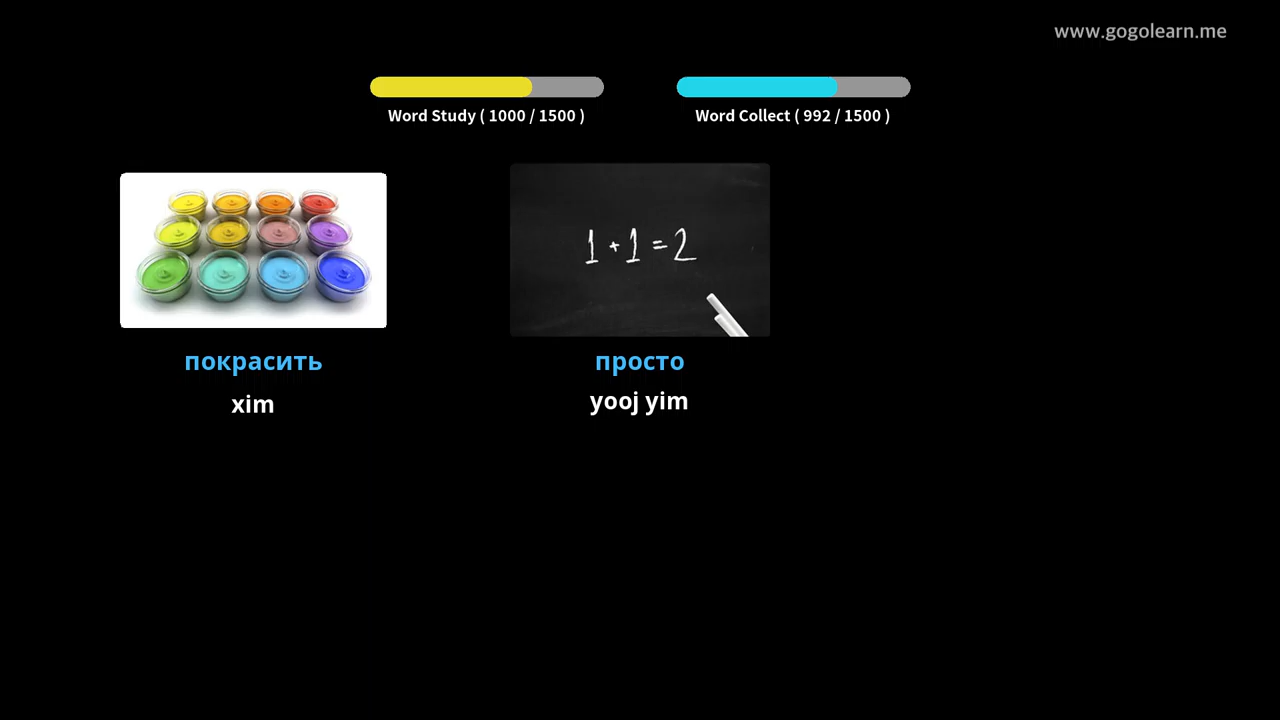 www.gogolearn.me
Word Study ( 1000 / 1500 )
Word Collect ( 992 / 1500 )
1 + 1 = 2
покрасить
просто
xim
yooj yim